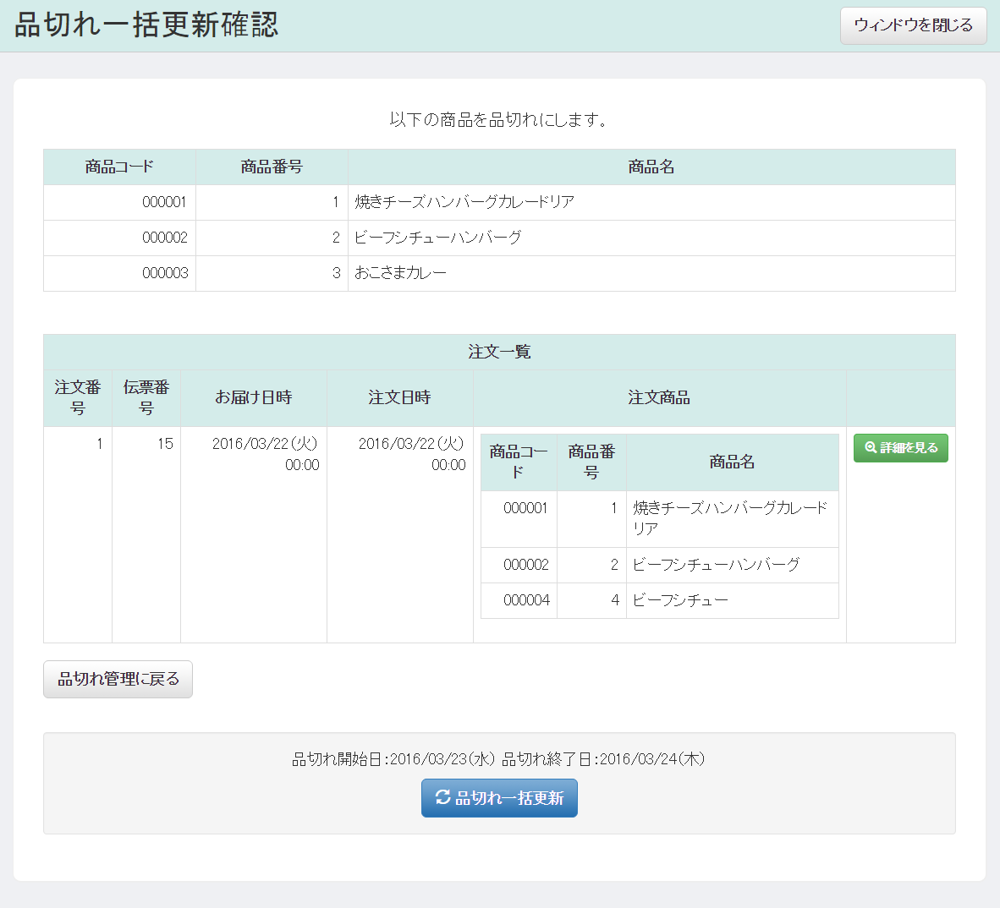 品切れ一括更新確認
ウィンドウを閉じる
以下の商品を品切れにします。
商品コード 商品番号 商品名
000001 1 焼きチーズハンバーグカレードリア
000002 2 ビーフシチューハンバーグ
000003 3 おこさまカレー
注文一覧
注文番号 伝票番号 お届け日時 注文日時 注文商品
1 15 2016/03/22(火) 00:00 2016/03/22(火) 00:00
商品コード 商品番号 商品名
000001 1 焼きチーズハンバーグカレードリア
000002 2 ビーフシチューハンバーグ
000004 4 ビーフシチュー
詳細を見る
品切れ管理に戻る
品切れ開始日:2016/03/23(水) 品切れ終了日:2016/03/24(木)
品切れ一括更新